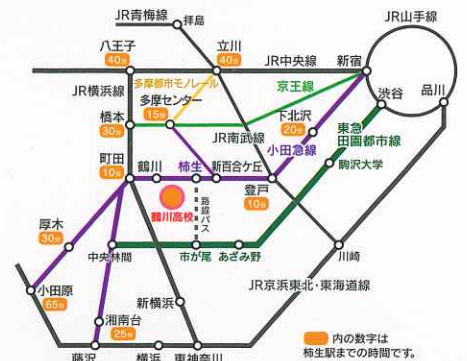 JR青梅線
拝島
JR山手線
八王子
40分
立川
40分
JR中央線
新宿
JR横浜線
多摩都市モノレール
京王線
渋谷
品川
多摩センター
15分
橋本
30分
下北沢
20分
JR南武線
小田急線
東急
田園都市線
町田
10分
鶴川
柿生
新百合ケ丘
登戸
10分
駒沢大学
鶴川高校
路線バス
厚木
30分
中央林間
市が尾
あざみ野
川崎
小田原
65分
新横浜
JR京浜東北・東海道線
湘南台
25分
藤沢
横浜
東神奈川
内の数字は
柿生駅までの時間です。